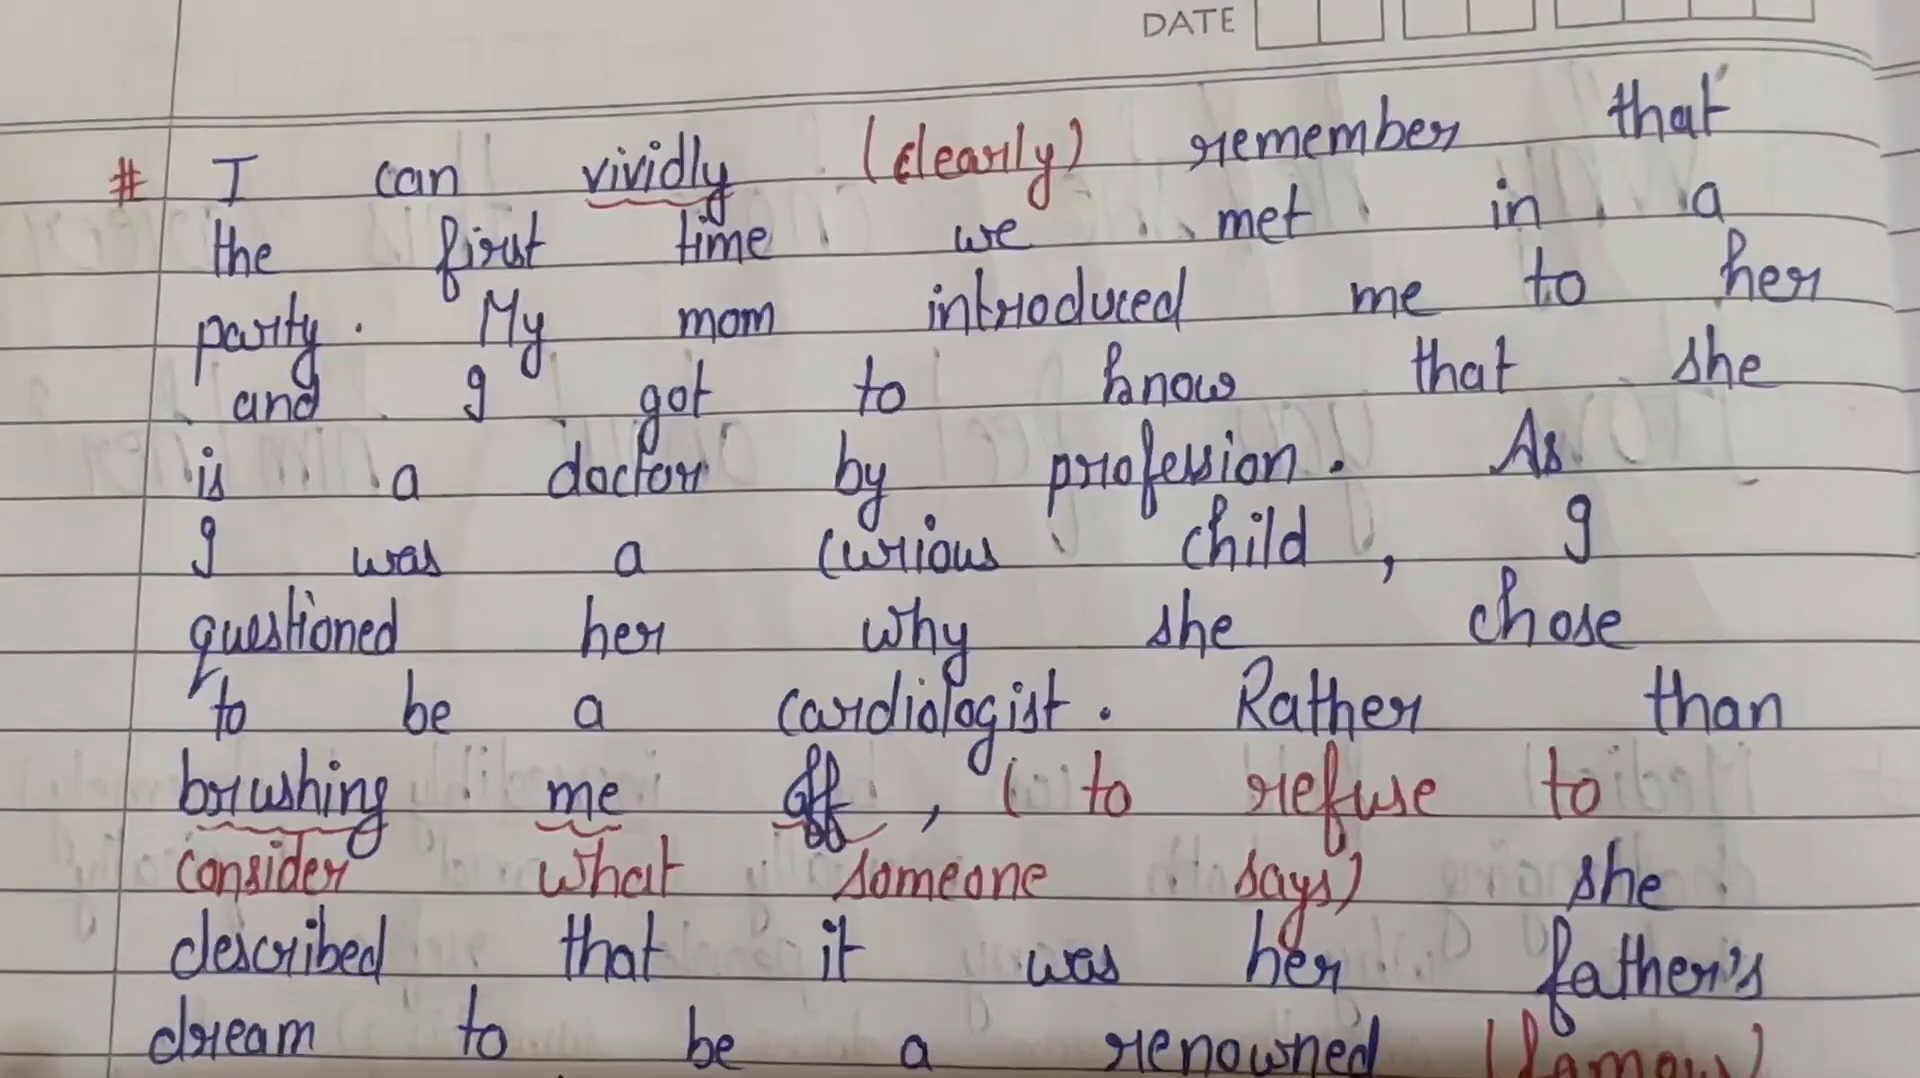 DATE
# I can vividly (clearly) remember that
the first time we met in a
party. My mom introduced me to her
and I got to know that she
is a doctor by profession. As
I was a curious child, I
questioned her why she chose
to be a cardiologist. Rather than
brushing me off, (to refuse to
consider what someone says) she
described that it was her father's
dream to be a renowned (famous)